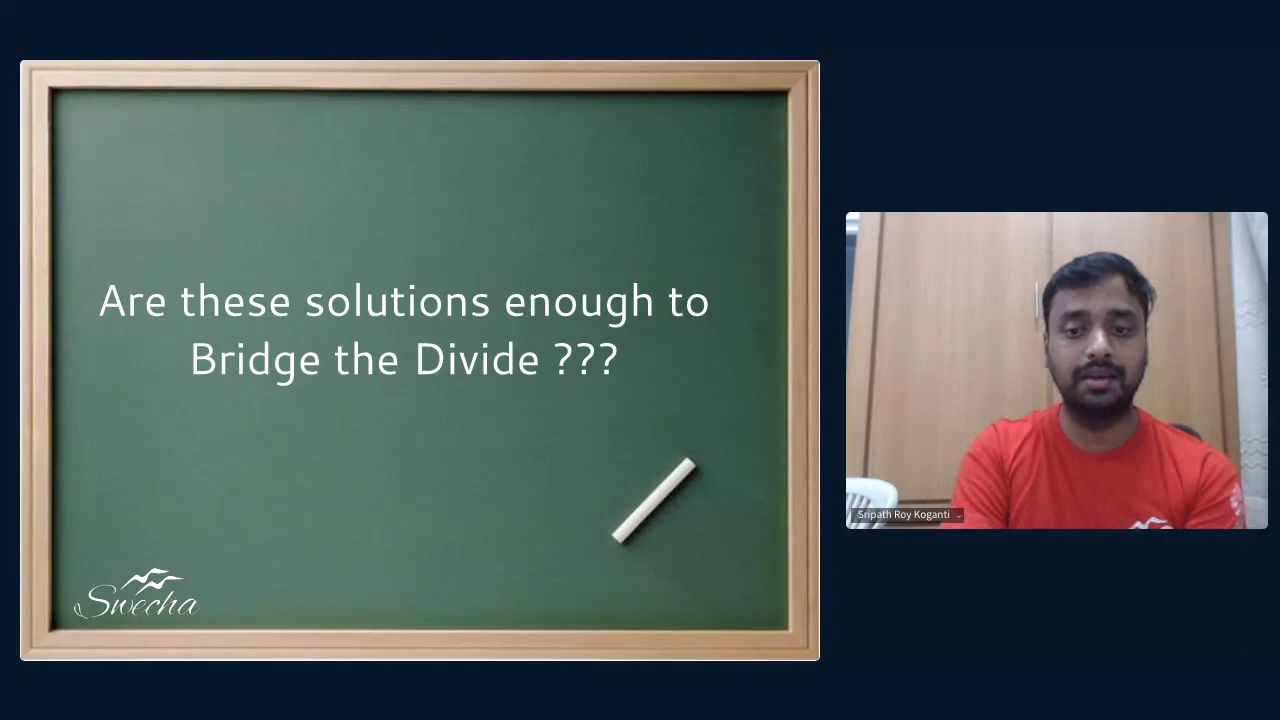 Are these solutions enough to
Bridge the Divide ???
Swecha
Sripath Roy Koganti